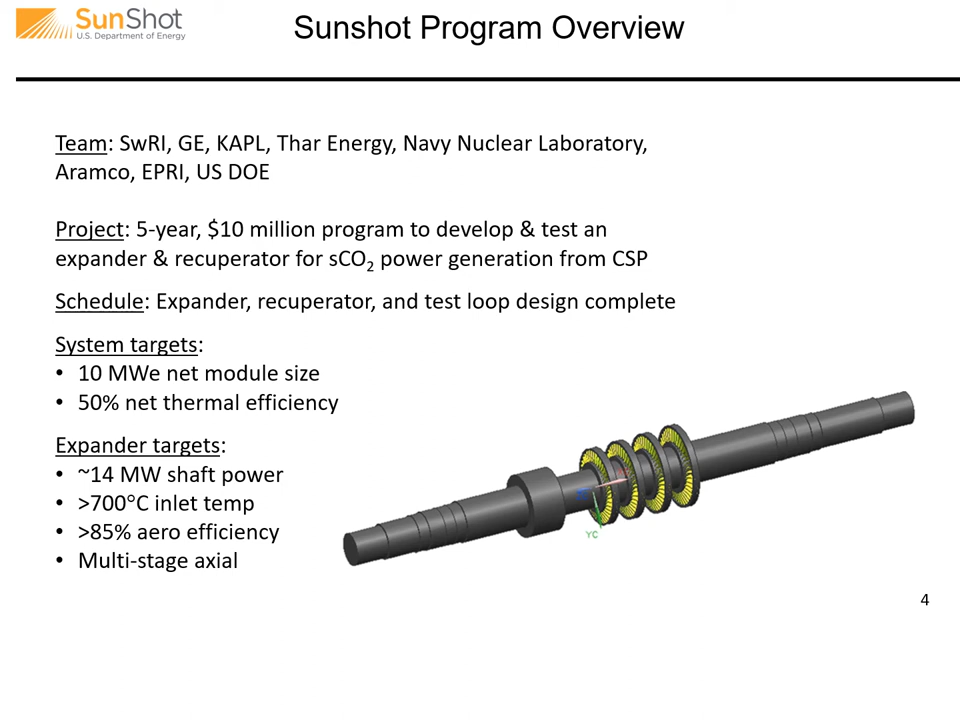 SunShot
U.S. Department of Energy
Sunshot Program Overview
Team: SwRI, GE, KAPL, Thar Energy, Navy Nuclear Laboratory,
Aramco, EPRI, US DOE
Project: 5-year, $10 million program to develop & test an
expander & recuperator for sCO2 power generation from CSP
Schedule: Expander, recuperator, and test loop design complete
System targets:
• 10 MWe net module size
• 50% net thermal efficiency
Expander targets:
• ~14 MW shaft power
• >700°C inlet temp
• >85% aero efficiency
• Multi-stage axial
YC
4